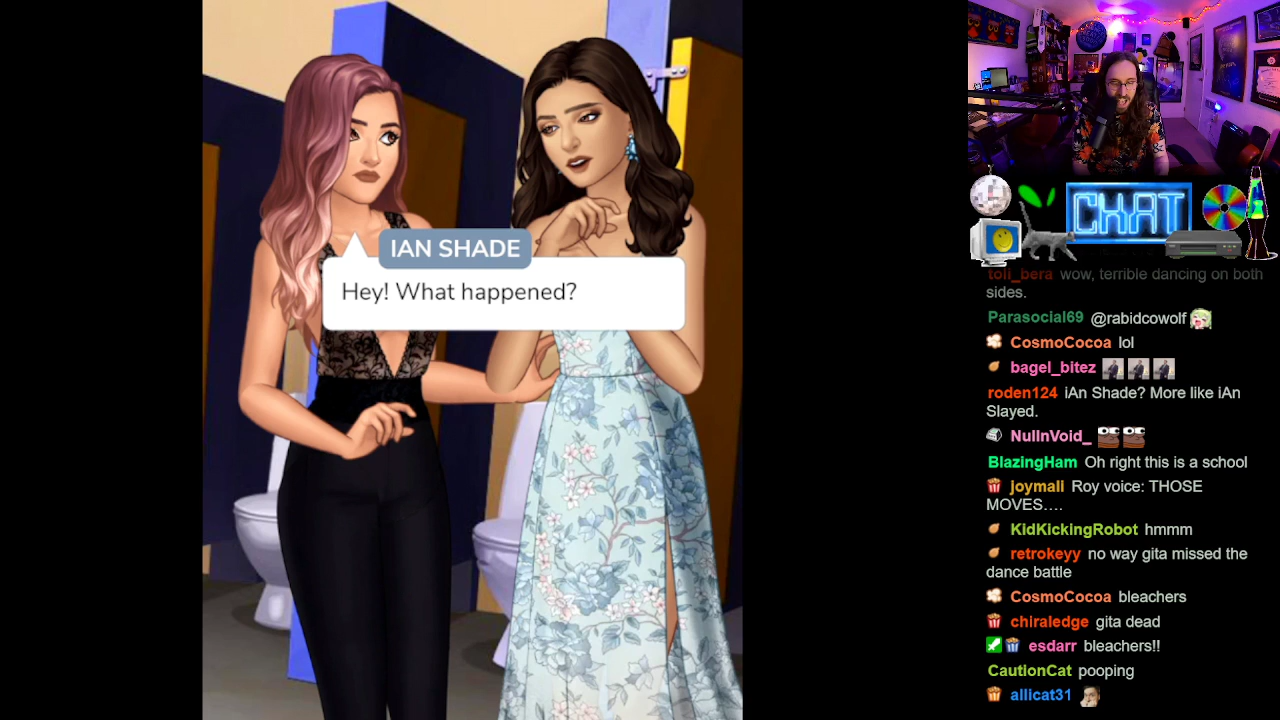 IAN SHADE
Hey! What happened?
CHAT
toli_bera wow, terrible dancing on both
sides.
Parasocial69 @rabidcowolf
CosmoCocoa lol
bagel_bitez
roden124 iAn Shade? More like iAn
Slayed.
NullnVoid_
BlazingHam Oh right this is a school
joymall Roy voice: THOSE
MOVES....
KidKickingRobot hmmm
retrokeyy no way gita missed the
dance battle
CosmoCocoa bleachers
chiraledge gita dead
esdarr bleachers!!
CautionCat pooping
allicat31